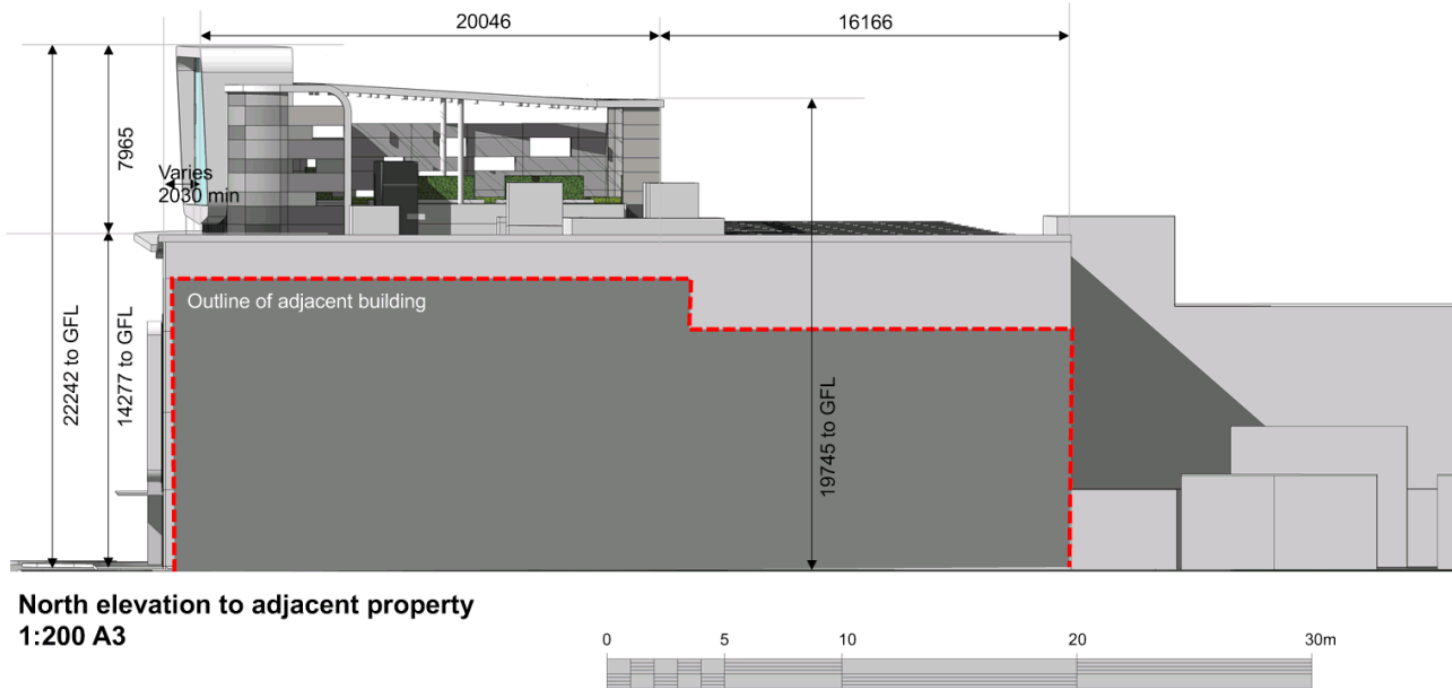 20046
16166
7965
Varies
2030 min
22242 to GFL
14277 to GFL
Outline of adjacent building
19745 to GFL
North elevation to adjacent property
1:200 A3
0 5 10 20 30m